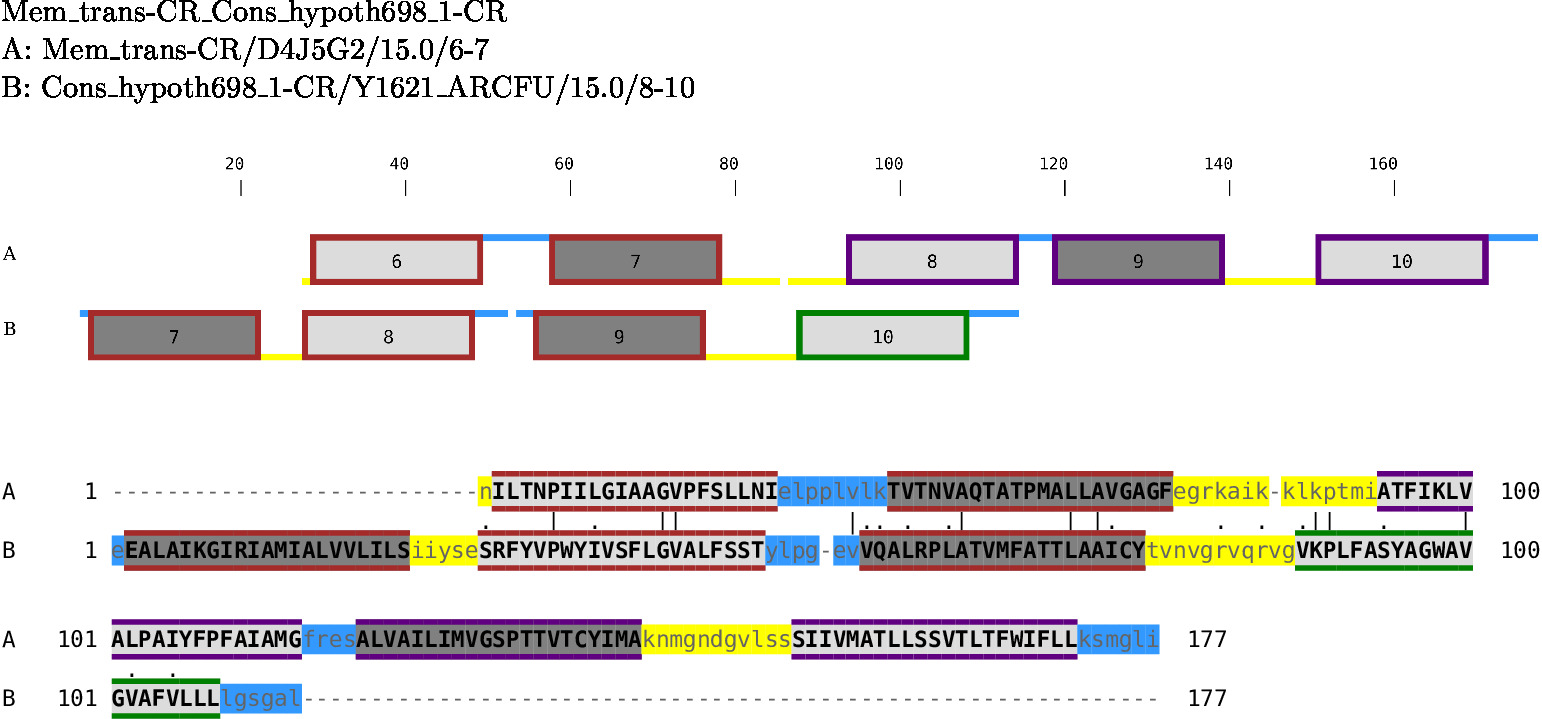 Mem_trans-CR_Cons_hypoth698_1-CR
A: Mem_trans-CR/D4J5G2/15.0/6-7
B: Cons_hypoth698_1-CR/Y1621_ARCFU/15.0/8-10
20 40 60 80 100 120 140 160
A 6 7 8 9 10
B 7 8 9 10
A 1 ---------------------------nILTNPIILGIAAGVPFSLLNIelpplvlkTVTNVAQTATPMALLAVGAGFegrkaik-klkptmiATFIKLV 100
B 1 eEALAIKGIRIAMIALVVLILSiiyseSRFYVPWYIVSFLGVALFSSTylpg-evVQALRPLATVMFATTLAAICYtvnvgrvqrvgVKPLFASYAGWAV 100
A 101 ALPAIYFPFAIAMGfresALVAILIMVGSPTTVTCYIMAknmgndgvlssSIIVMATLLSSVTLTFWIFLLksmgli 177
B 101 GVAFVLLLlgsgal--------------------------------------------------------------- 177